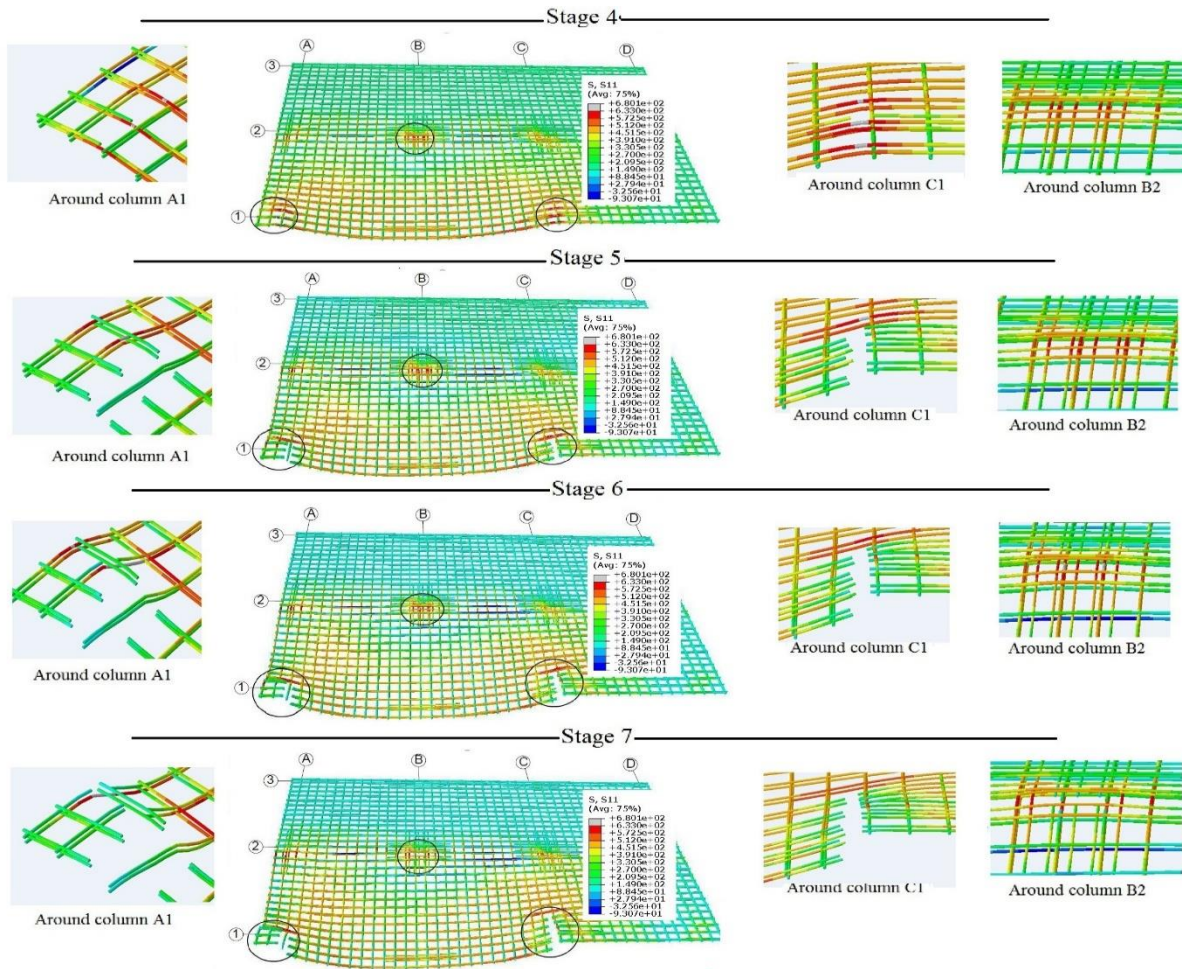 Stage 4
A B C D
3
2
1
S, S11
(Avg: 75%)
+6.801e+02
+6.330e+02
+5.725e+02
+5.120e+02
+4.515e+02
+3.910e+02
+3.305e+02
+2.700e+02
+2.095e+02
+1.490e+02
+8.845e+01
+2.794e+01
-3.256e+01
-9.307e+01
Around column A1
Around column C1
Around column B2
Stage 5
A B C D
3
2
1
S, S11
(Avg: 75%)
+6.801e+02
+6.330e+02
+5.725e+02
+5.120e+02
+4.515e+02
+3.910e+02
+3.305e+02
+2.700e+02
+2.095e+02
+1.490e+02
+8.845e+01
+2.794e+01
-3.256e+01
-9.307e+01
Around column A1
Around column C1
Around column B2
Stage 6
A B C D
3
2
1
S, S11
(Avg: 75%)
+6.801e+02
+6.330e+02
+5.725e+02
+5.120e+02
+4.515e+02
+3.910e+02
+3.305e+02
+2.700e+02
+2.095e+02
+1.490e+02
+8.845e+01
+2.794e+01
-3.256e+01
-9.307e+01
Around column A1
Around column C1
Around column B2
Stage 7
A B C D
3
2
1
S, S11
(Avg: 75%)
+6.801e+02
+6.330e+02
+5.725e+02
+5.120e+02
+4.515e+02
+3.910e+02
+3.305e+02
+2.700e+02
+2.095e+02
+1.490e+02
+8.845e+01
+2.794e+01
-3.256e+01
-9.307e+01
Around column A1
Around column C1
Around column B2